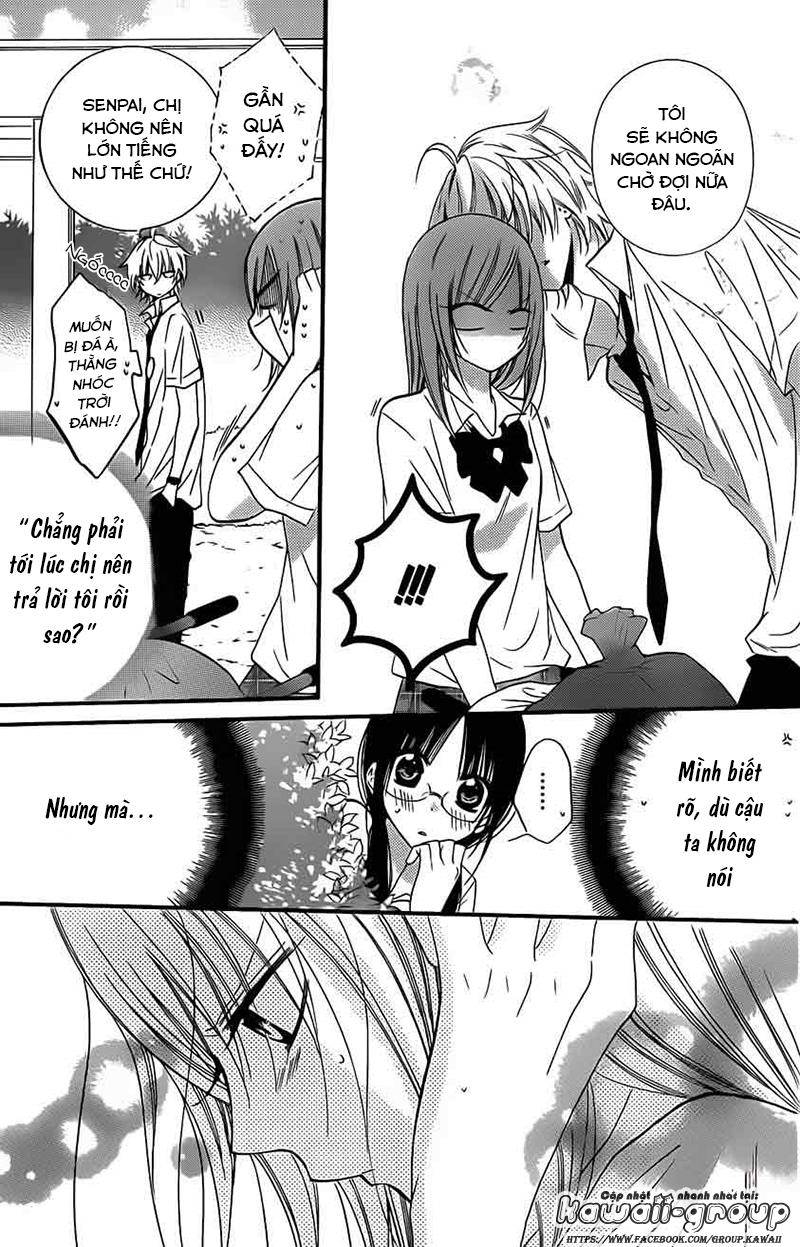 TÔI
SẼ KHÔNG
NGOAN NGOÃN
CHỜ ĐỢI NỮA
ĐÂU.
!!!
GẦN
QUÁ
ĐẤY!
SENPAI, CHỊ
KHÔNG NÊN
LỚN TIẾNG
NHƯ THẾ CHỨ!
Ngốcccc
MUỐN
BỊ ĐÁ À,
THẰNG
NHÓC
TRỜI
ĐÁNH!!
“Chẳng phải
tới lúc chị nên
trả lời tôi rồi
sao?”
Mình biết
rõ, dù cậu
ta không
nói
......
Nhưng mà...
Cập nhật nhanh nhất tại:
kawaii-group
HTTPS://WWW.FACEBOOK.COM/GROUP.KAWAII